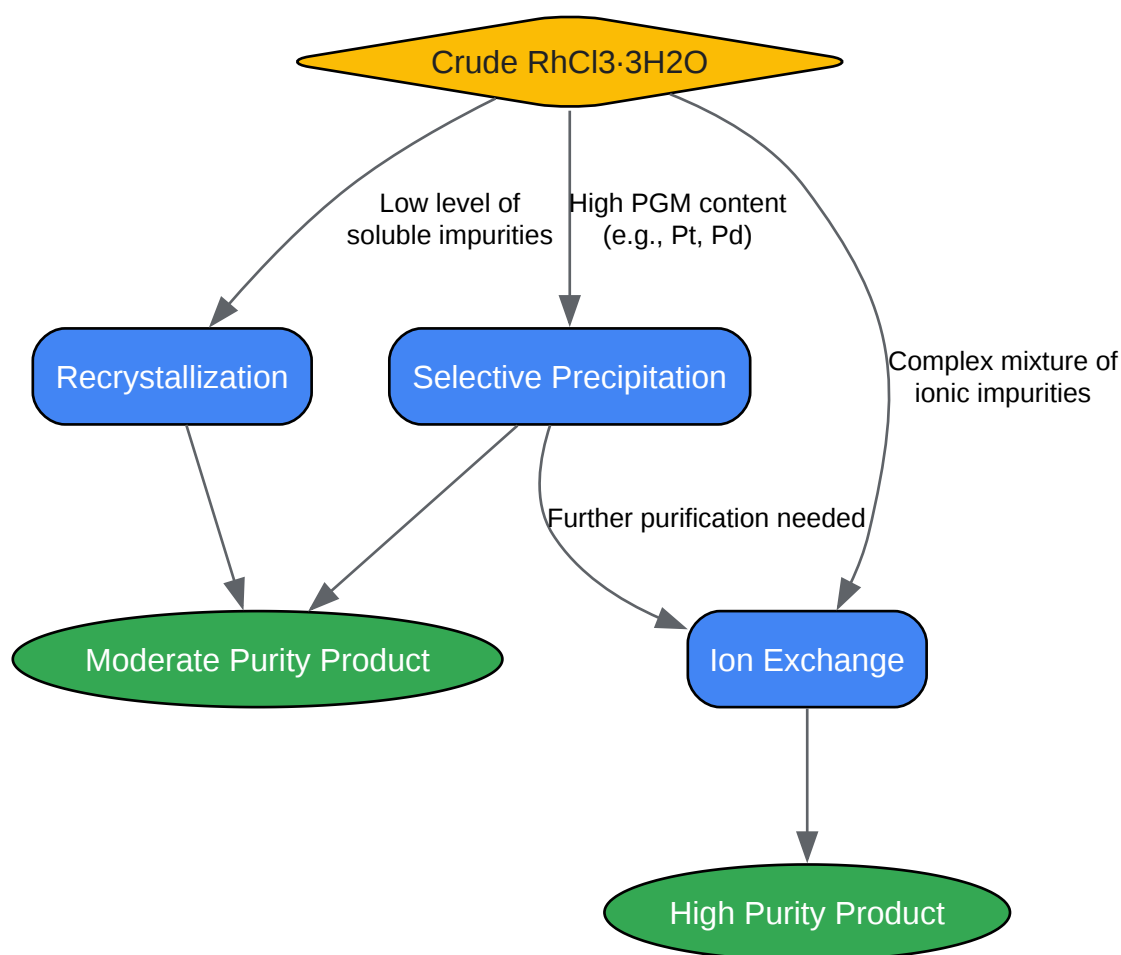 Crude RhCl3·3H2O
Low level of
soluble impurities
High PGM content
(e.g., Pt, Pd)
Complex mixture of
ionic impurities
Recrystallization
Selective Precipitation
Further purification needed
Moderate Purity Product
Ion Exchange
High Purity Product